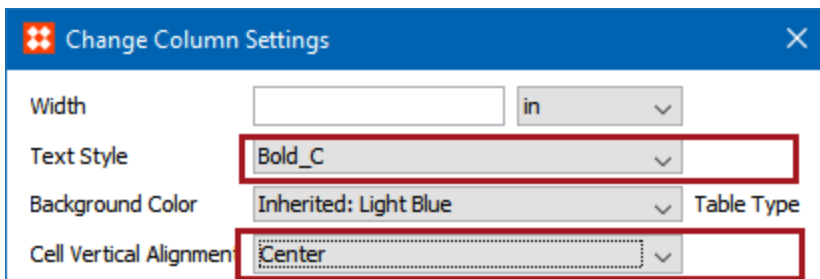 Change Column Settings
Width in
Text Style Bold_C
Background Color Inherited: Light Blue Table Type
Cell Vertical Alignment Center